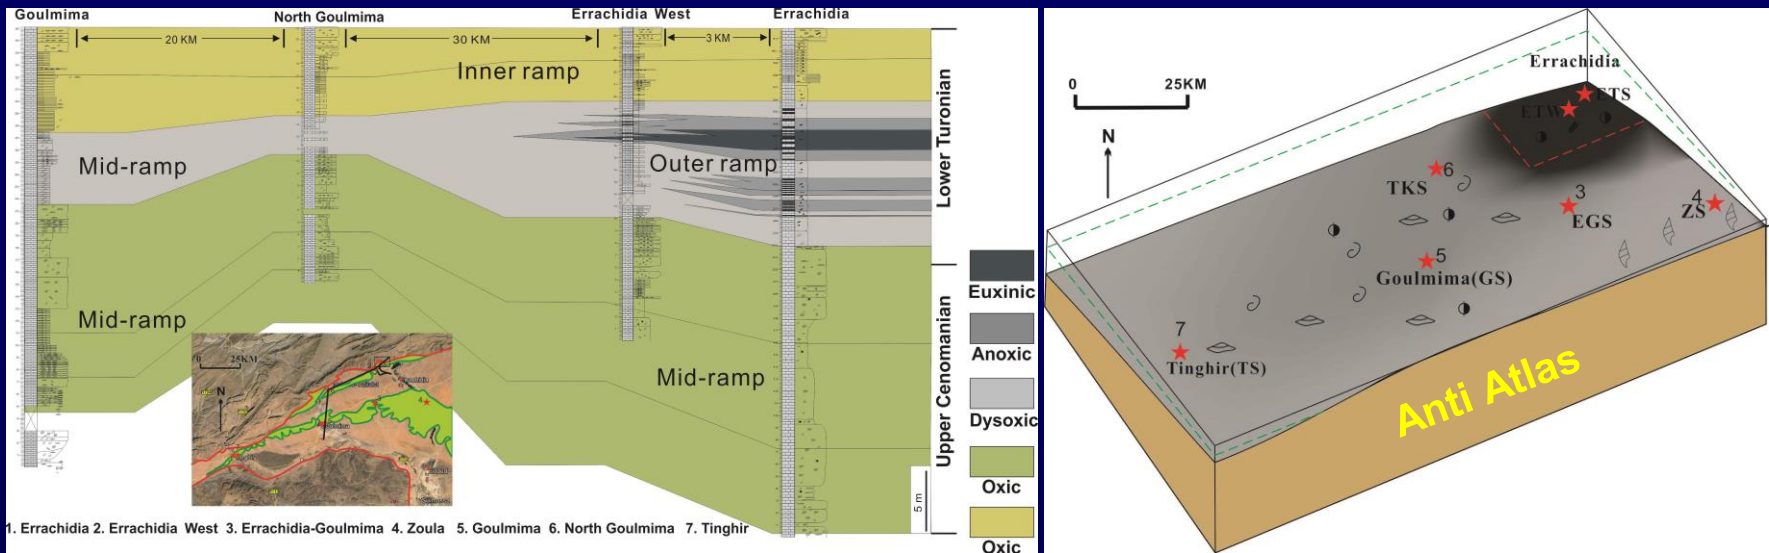 Goulmima
North Goulmima
Errachidia West
Errachidia
20 KM
30 KM
3 KM
Inner ramp
Mid-ramp
Outer ramp
Mid-ramp
Mid-ramp
Lower Turonian
Upper Cenomanian
5 m
Euxinic
Anoxic
Dysoxic
Oxic
Oxic
0 25KM
N
4
1. Errachidia 2. Errachidia West 3. Errachidia-Goulmima 4. Zoula 5. Goulmima 6. North Goulmima 7. Tinghir
0 25KM
N
Errachidia
ETS
ETW
6
TKS
3
EGS
4
ZS
5
Goulmima(GS)
7
Tinghir(TS)
Anti Atlas